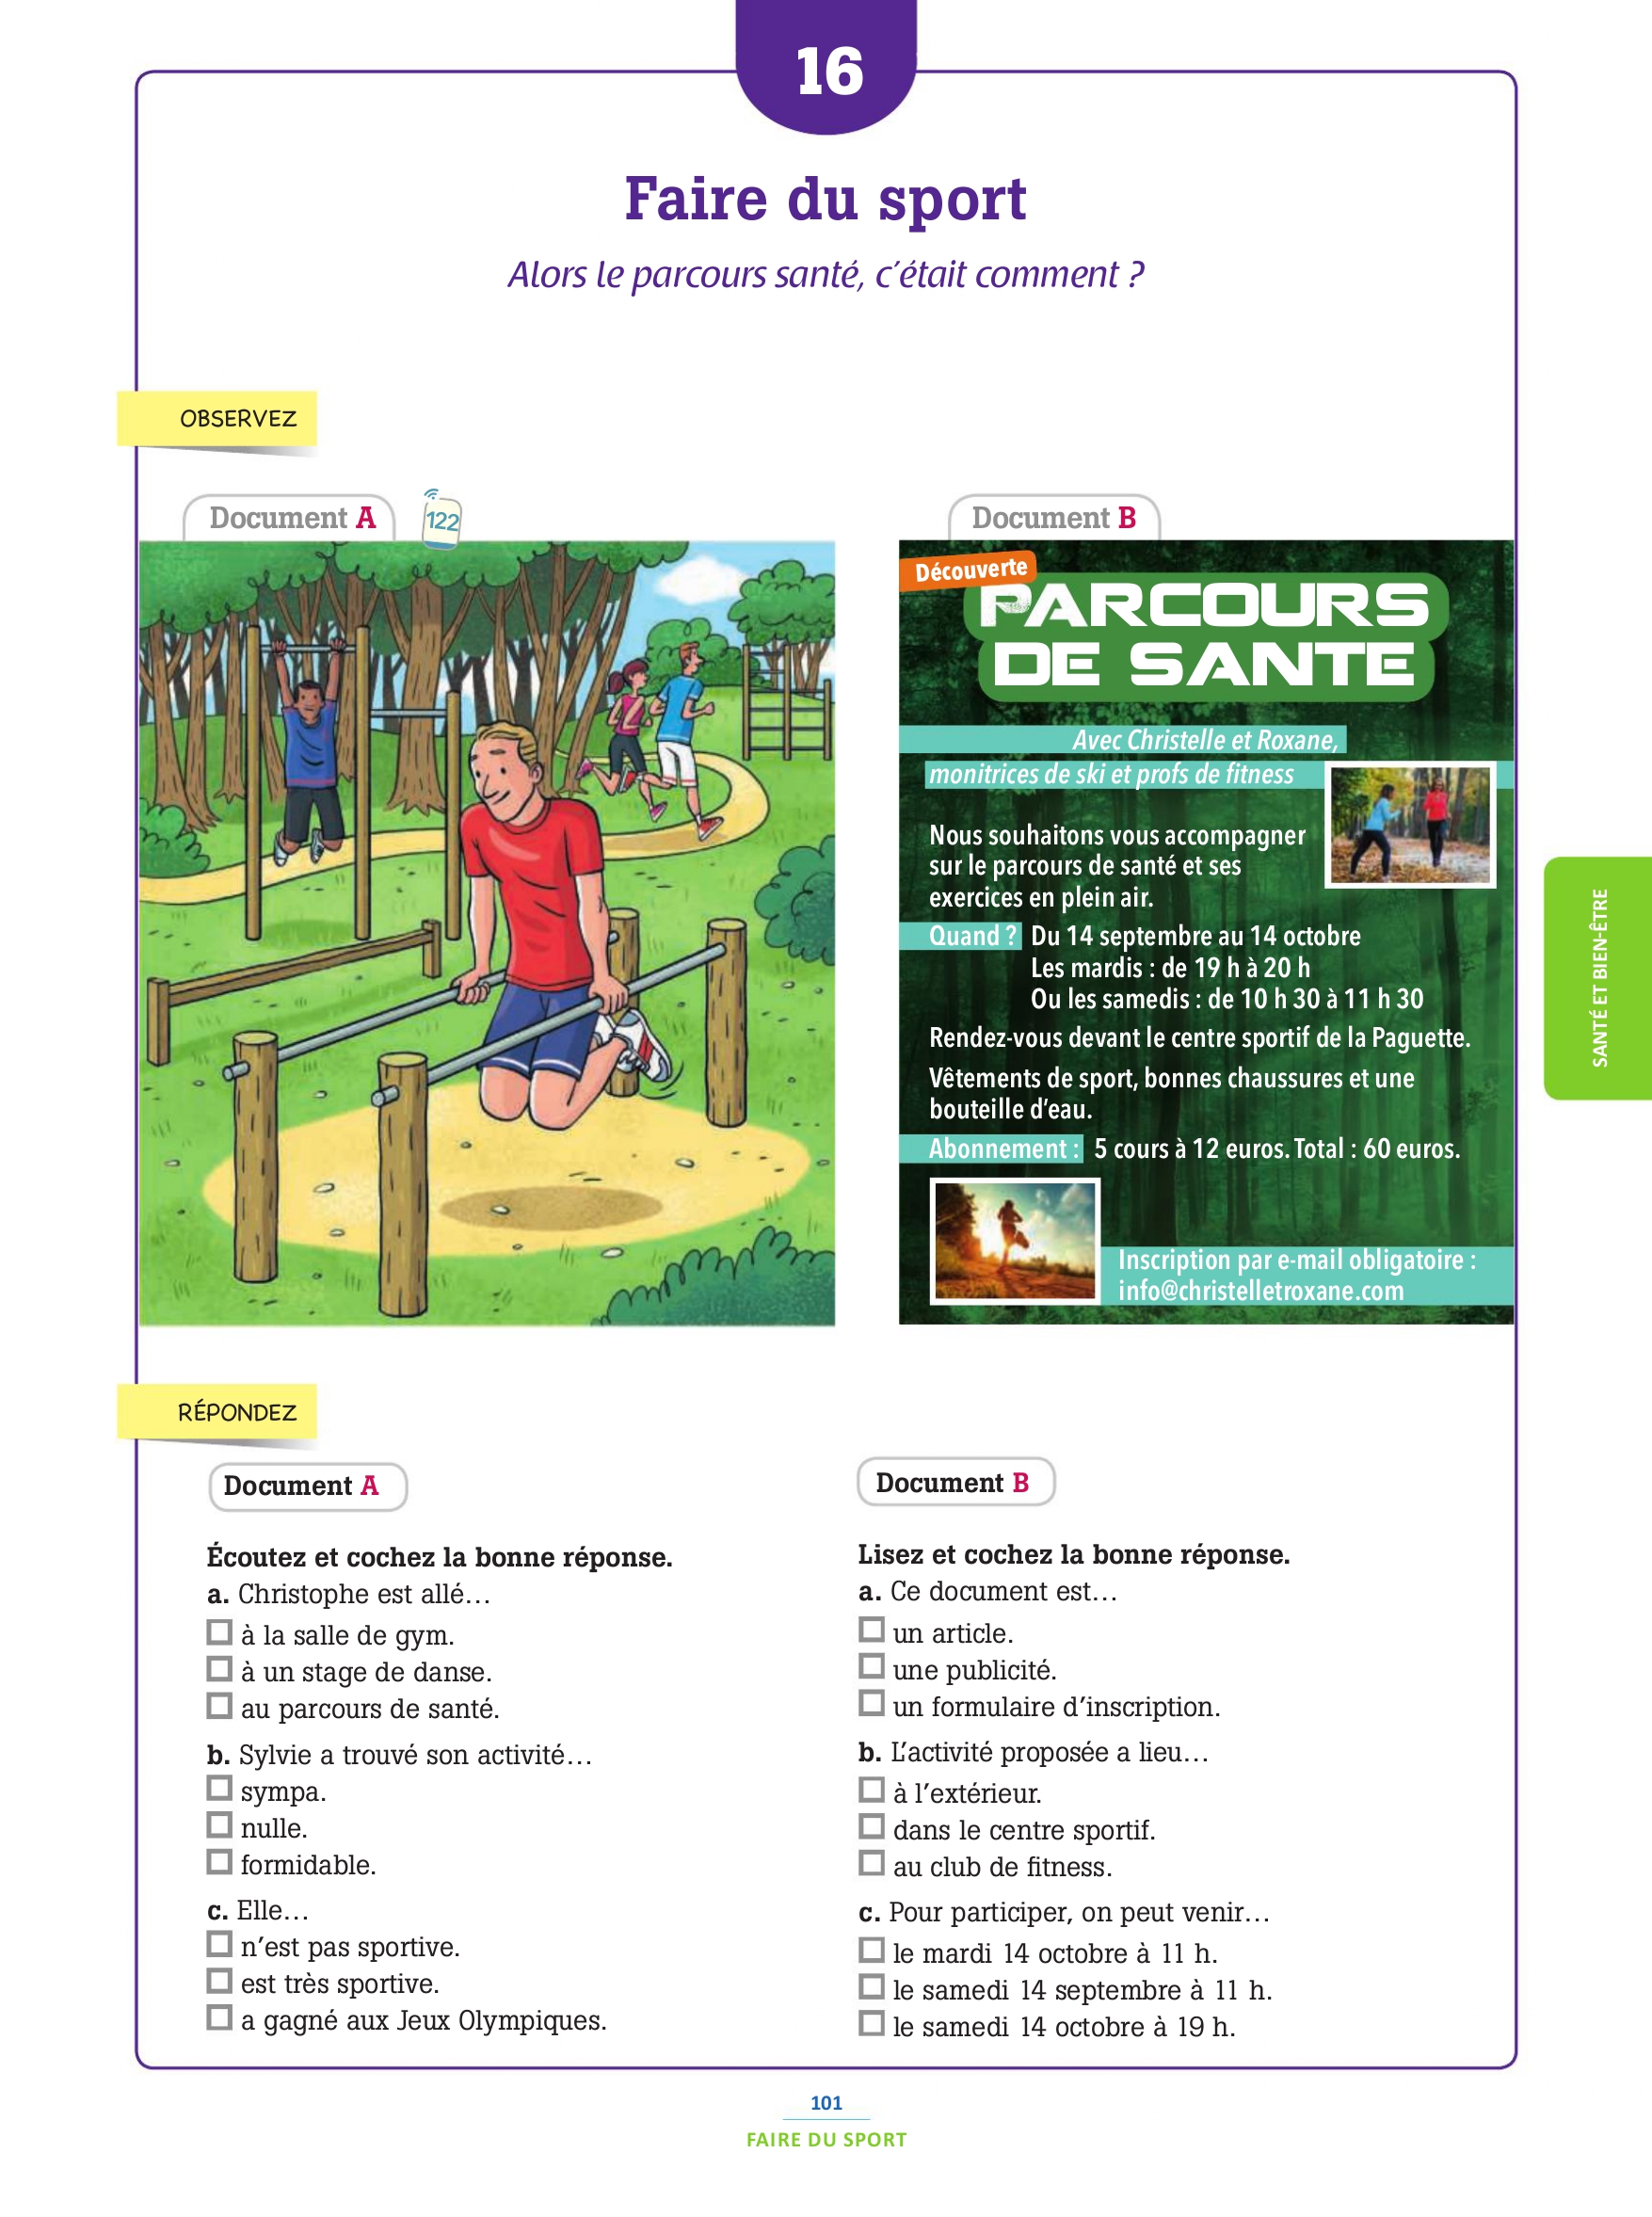 16
Faire du sport
Alors le parcours santé, c'était comment ?
OBSERVEZ
Document A
122
Document B
Découverte
PARCOURS
DE SANTE
Avec Christelle et Roxane,
monitrices de ski et profs de fitness
Nous souhaitons vous accompagner
sur le parcours de santé et ses
exercices en plein air.
Quand ? Du 14 septembre au 14 octobre
Les mardis : de 19 h à 20 h
Ou les samedis : de 10 h 30 à 11 h 30
Rendez-vous devant le centre sportif de la Paguette.
Vêtements de sport, bonnes chaussures et une
bouteille d'eau.
Abonnement : 5 cours à 12 euros. Total : 60 euros.
Inscription par e-mail obligatoire :
info@christelletroxane.com
SANTÉ ET BIEN-ÊTRE
RÉPONDEZ
Document A
Écoutez et cochez la bonne réponse.
a. Christophe est allé…
à la salle de gym.
à un stage de danse.
au parcours de santé.
b. Sylvie a trouvé son activité…
sympa.
nulle.
formidable.
c. Elle…
n'est pas sportive.
est très sportive.
a gagné aux Jeux Olympiques.
Document B
Lisez et cochez la bonne réponse.
a. Ce document est…
un article.
une publicité.
un formulaire d'inscription.
b. L'activité proposée a lieu…
à l'extérieur.
dans le centre sportif.
au club de fitness.
c. Pour participer, on peut venir…
le mardi 14 octobre à 11 h.
le samedi 14 septembre à 11 h.
le samedi 14 octobre à 19 h.
101
FAIRE DU SPORT